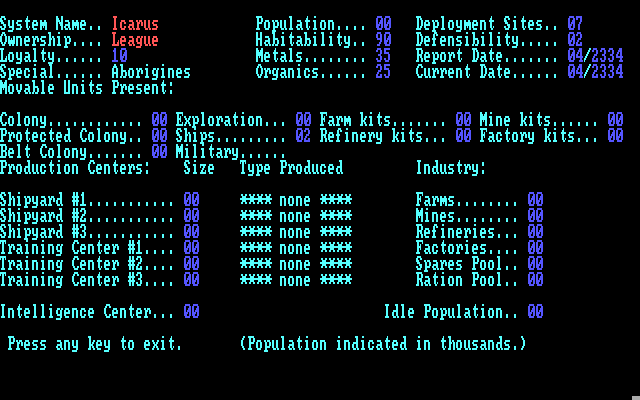 System Name.. Icarus Population.... 00 Deployment Sites.. 07
Ownership.... League Habitability.. 90 Defensibility..... 02
Loyalty...... 10 Metals........ 35 Report Date....... 04/2334
Special...... Aborigines Organics...... 25 Current Date...... 04/2334
Movable Units Present:
Colony............ 00 Exploration... 00 Farm kits....... 00 Mine kits...... 00
Protected Colony.. 00 Ships......... 02 Refinery kits... 00 Factory kits... 00
Belt Colony....... 00 Military......
Production Centers: Size Type Produced Industry:
Shipyard #1........... 00 **** none **** Farms........ 00
Shipyard #2........... 00 **** none **** Mines........ 00
Shipyard #3........... 00 **** none **** Refineries... 00
Training Center #1.... 00 **** none **** Factories.... 00
Training Center #2.... 00 **** none **** Spares Pool.. 00
Training Center #3.... 00 **** none **** Ration Pool.. 00
Intelligence Center... 00 Idle Population.. 00
Press any key to exit. (Population indicated in thousands.)